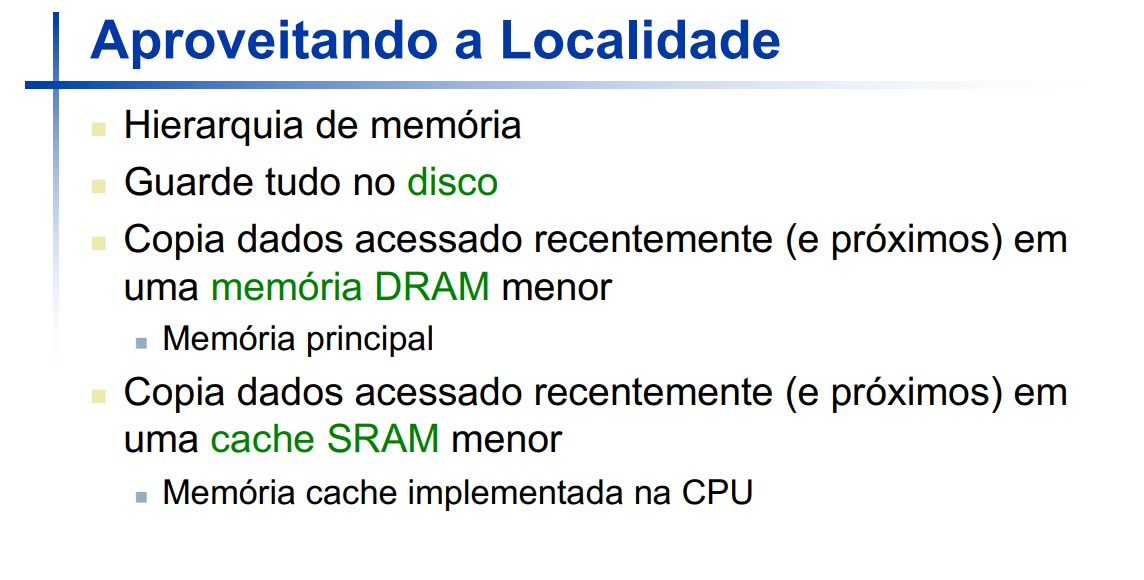 Aproveitando a Localidade
Hierarquia de memória
Guarde tudo no disco
Copia dados acessado recentemente (e próximos) em
uma memória DRAM menor
Memória principal
Copia dados acessado recentemente (e próximos) em
uma cache SRAM menor
Memória cache implementada na CPU